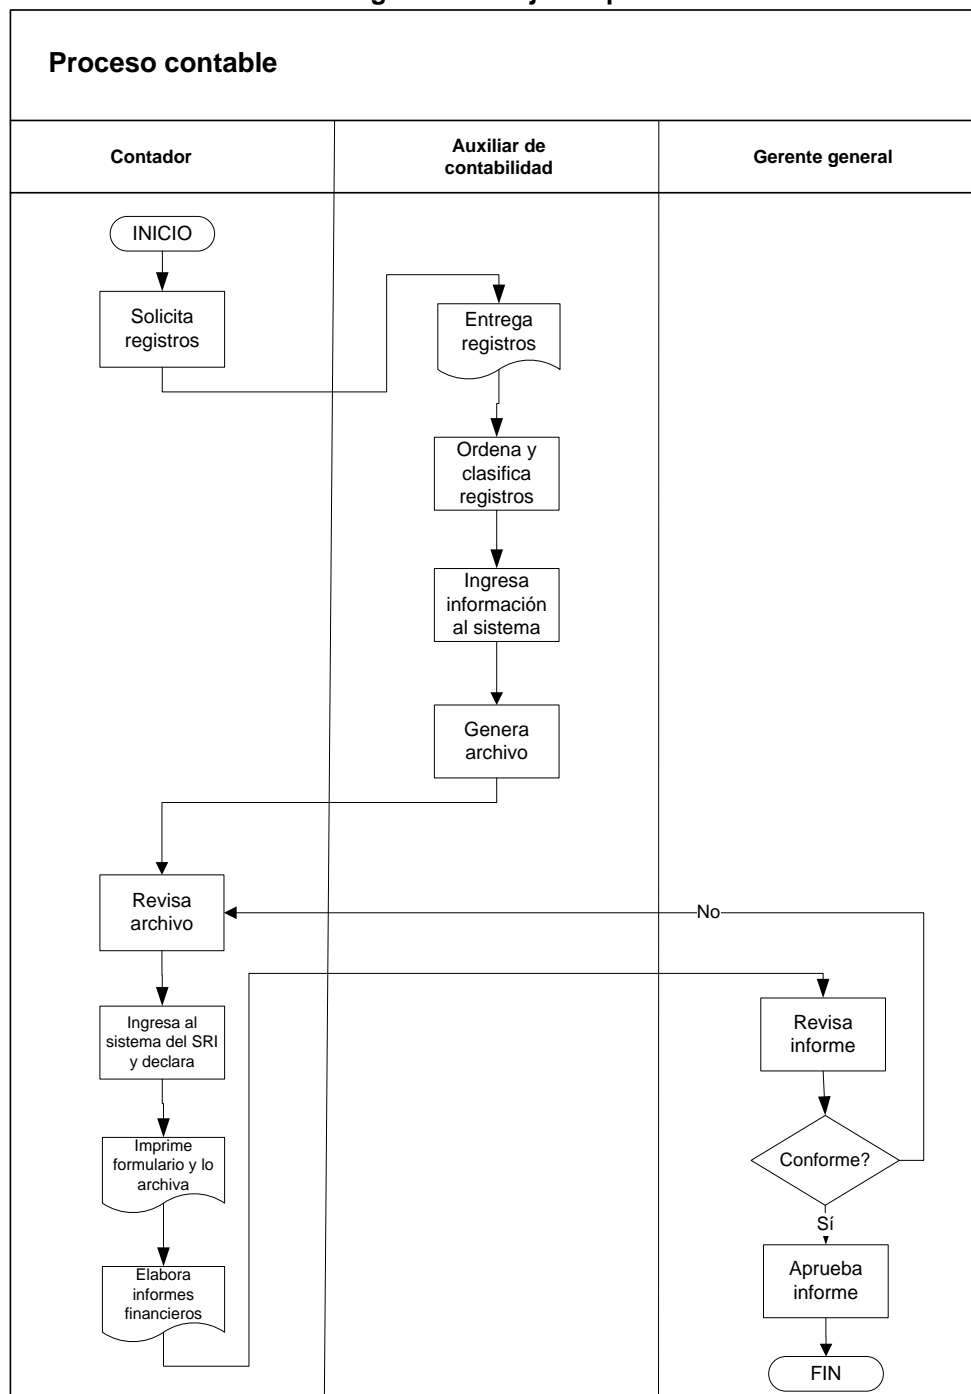 Proceso contable
Contador
Auxiliar de
contabilidad
Gerente general
INICIO
Solicita
registros
Entrega
registros
Ordena y
clasifica
registros
Ingresa
información
al sistema
Genera
archivo
Revisa
archivo
No
Ingresa al
sistema del SRI
y declara
Revisa
informe
Imprime
formulario y lo
archiva
Conforme?
Sí
Elabora
informes
financieros
Aprueba
informe
FIN